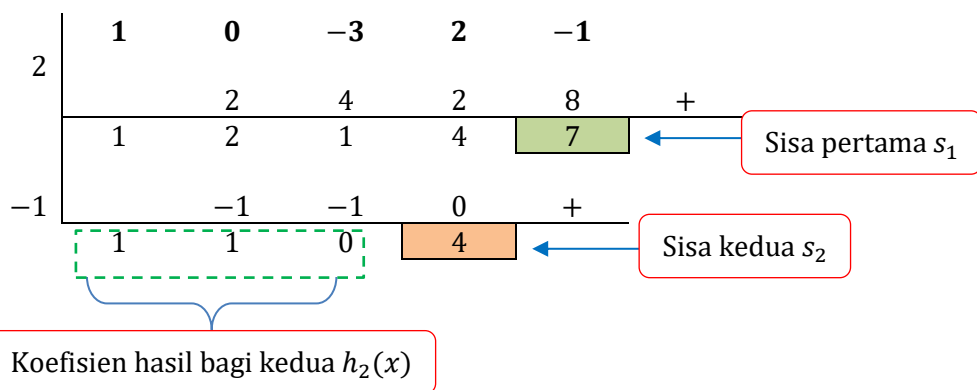 1 0 −3 2 −1
2
2 4 2 8 +
1 2 1 4 7
Sisa pertama s₁
−1 −1 −1 0 +
1 1 0 4
Sisa kedua s₂
Koefisien hasil bagi kedua h₂(x)